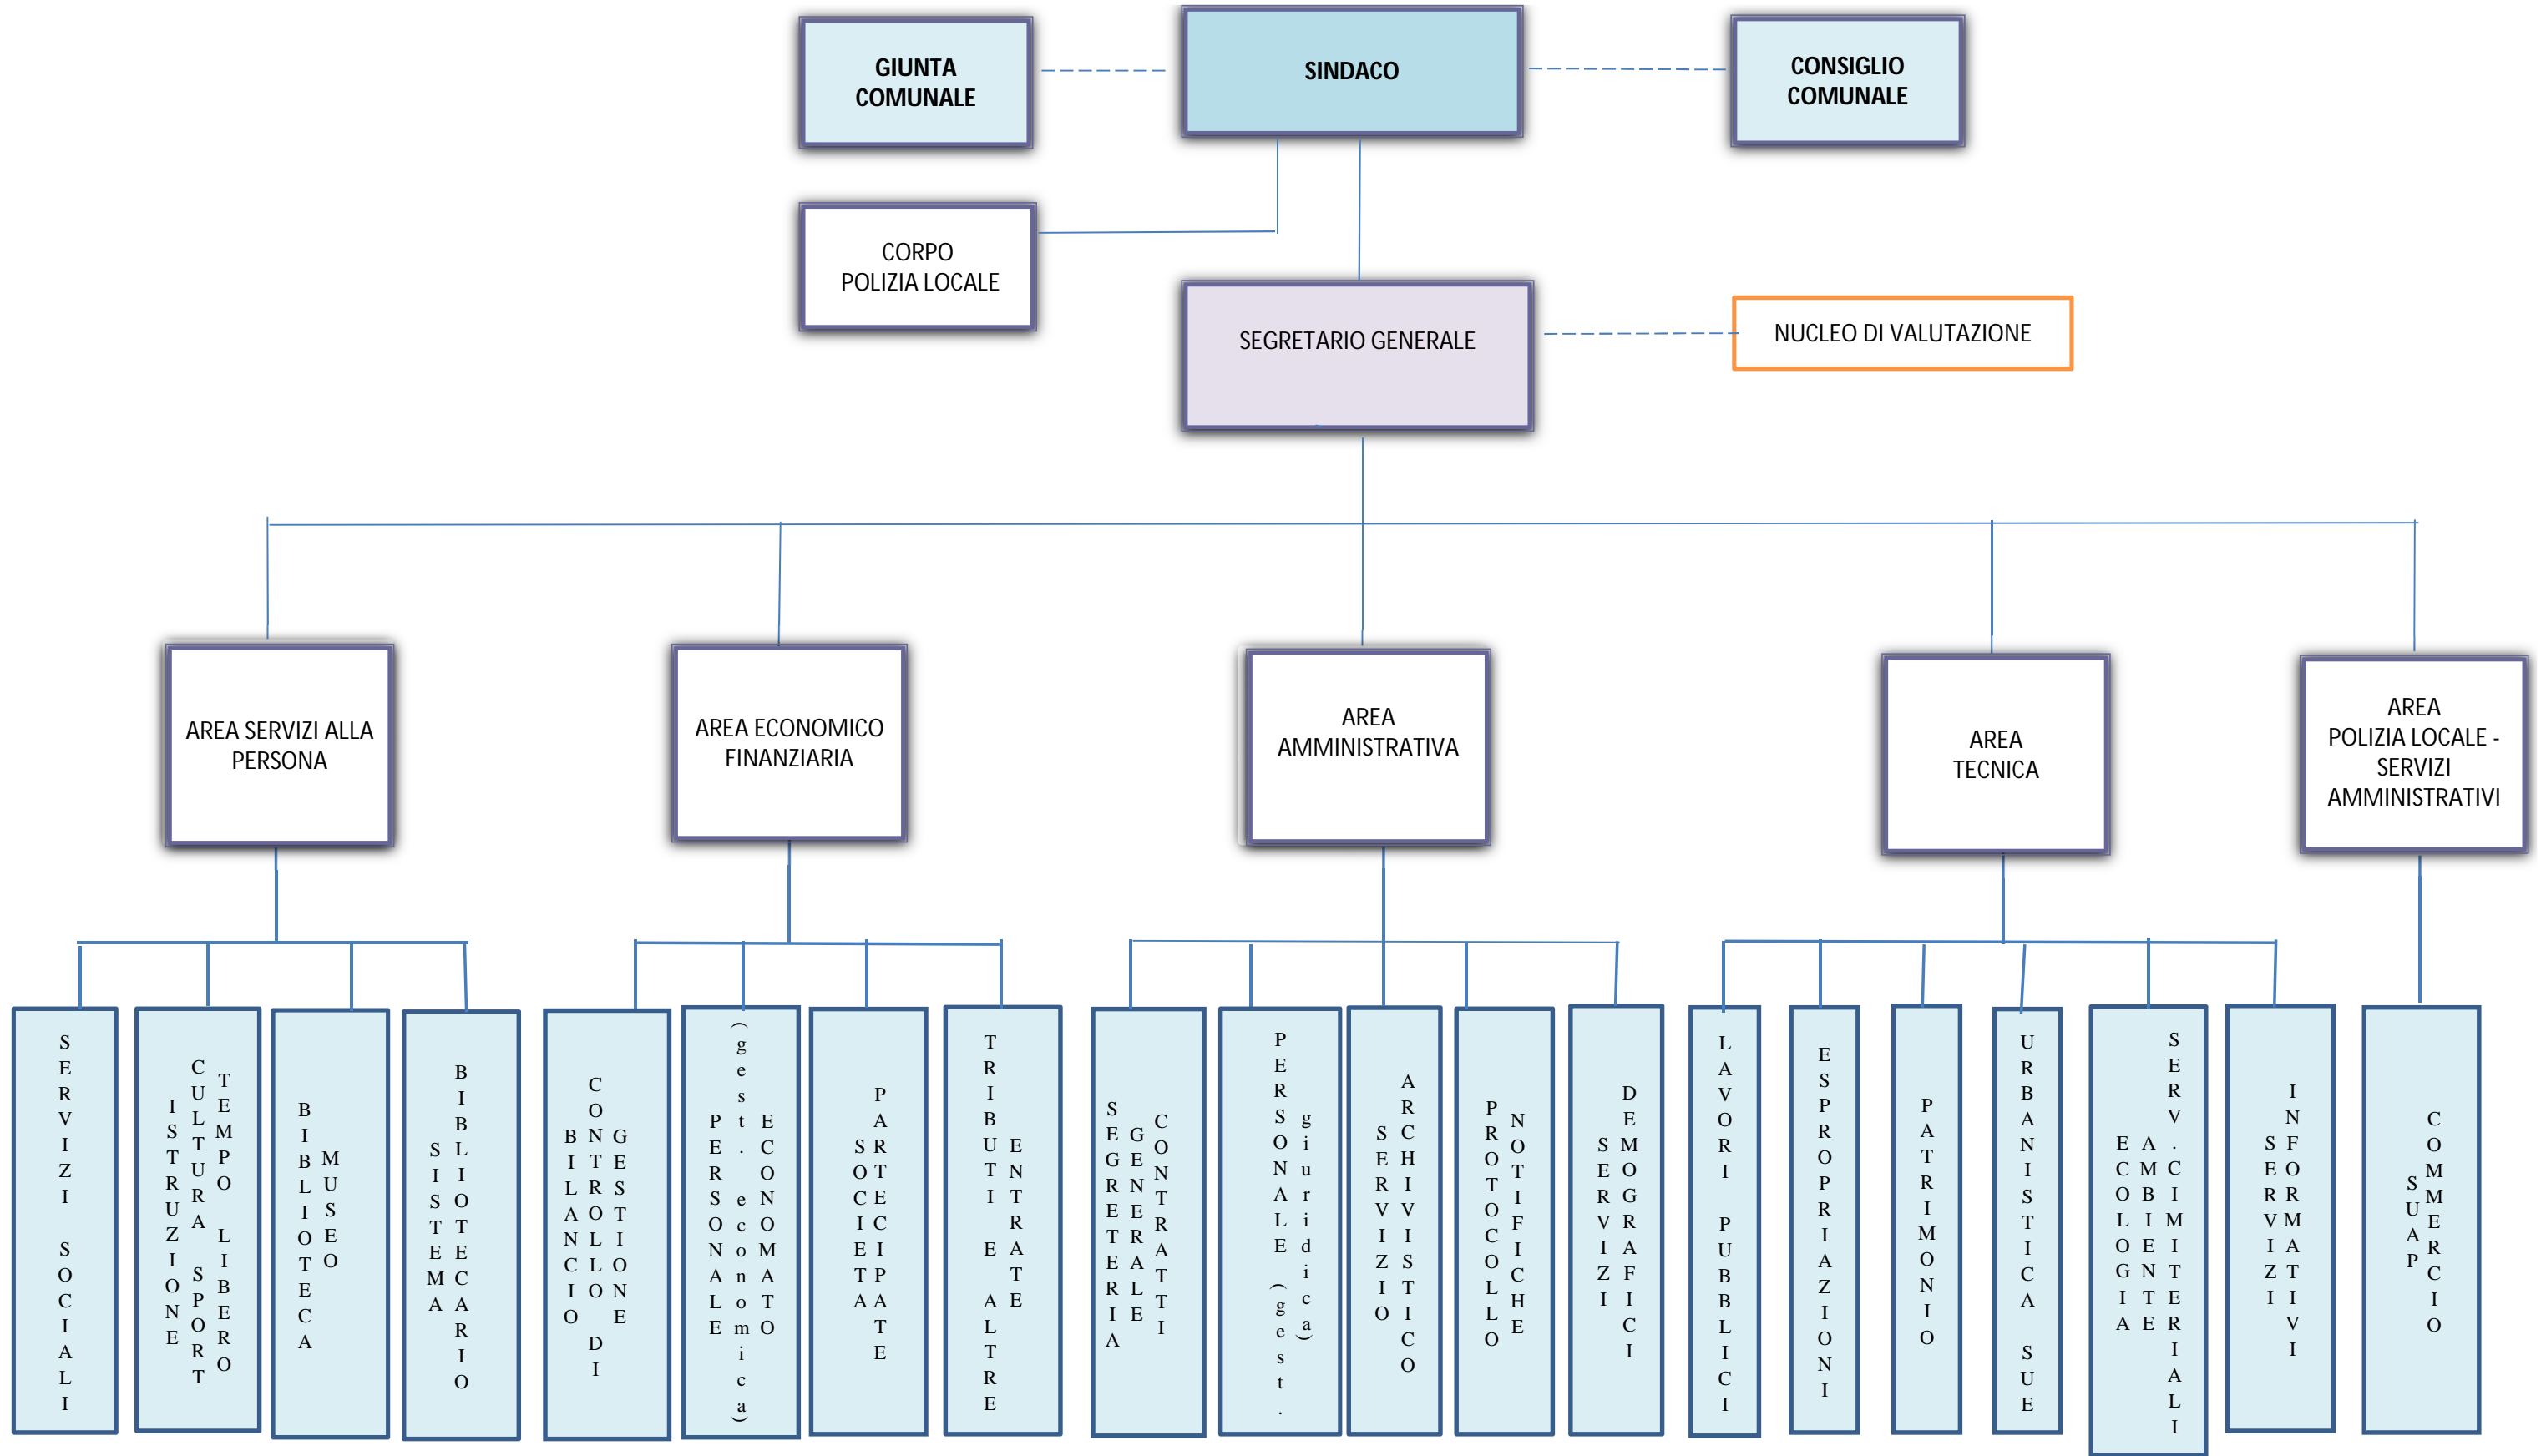 GIUNTA
COMUNALE
SINDACO
CONSIGLIO
COMUNALE
CORPO
POLIZIA LOCALE
SEGRETARIO GENERALE
NUCLEO DI VALUTAZIONE
AREA SERVIZI ALLA
PERSONA
AREA ECONOMICO
FINANZIARIA
AREA
AMMINISTRATIVA
AREA
TECNICA
AREA
POLIZIA LOCALE -
SERVIZI
AMMINISTRATIVI
SERVIZI SOCIALI
ISTRUZIONE
CULTURA SPORT
TEMPO LIBERO
BIBLIOTECA
MUSEO
SISTEMA
BIBLIOTECARIO
BILANCIO
CONTROLLO DI
GESTIONE
PERSONALE
(gest. economica)
ECONOMATO
SOCIETA
PARTECIPATE
TRIBUTI E ALTRE
ENTRATE
SEGRETERIA
GENERALE
CONTRATTI
PERSONALE (gest.
giuridica)
SERVIZIO
ARCHIVISTICO
PROTOCOLLO
NOTIFICHE
SERVIZI
DEMOGRAFICI
LAVORI PUBBLICI
ESPROPRIAZIONI
PATRIMONIO
URBANISTICA SUE
ECOLOGIA
AMBIENTE
SERV.CIMITERIALI
SERVIZI
INFORMATIVI
SUAP
COMMERCIO